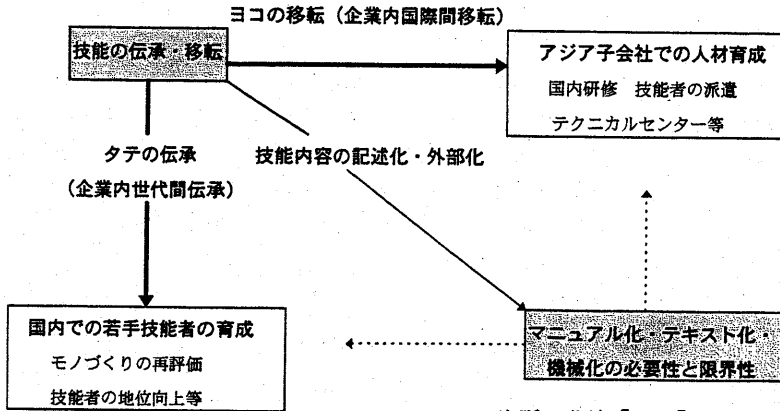 ヨコの移転(企業内国際間移転)
技能の伝承・移転
アジア子会社での人材育成
国内研修 技能者の派遣
テクニカルセンター等
タテの伝承
(企業内世代間伝承)
技能内容の記述化・外部化
国内での若手技能者の育成
モノづくりの再評価
技能者の地位向上等
マニュアル化・テキスト化・
機械化の必要性と限界性